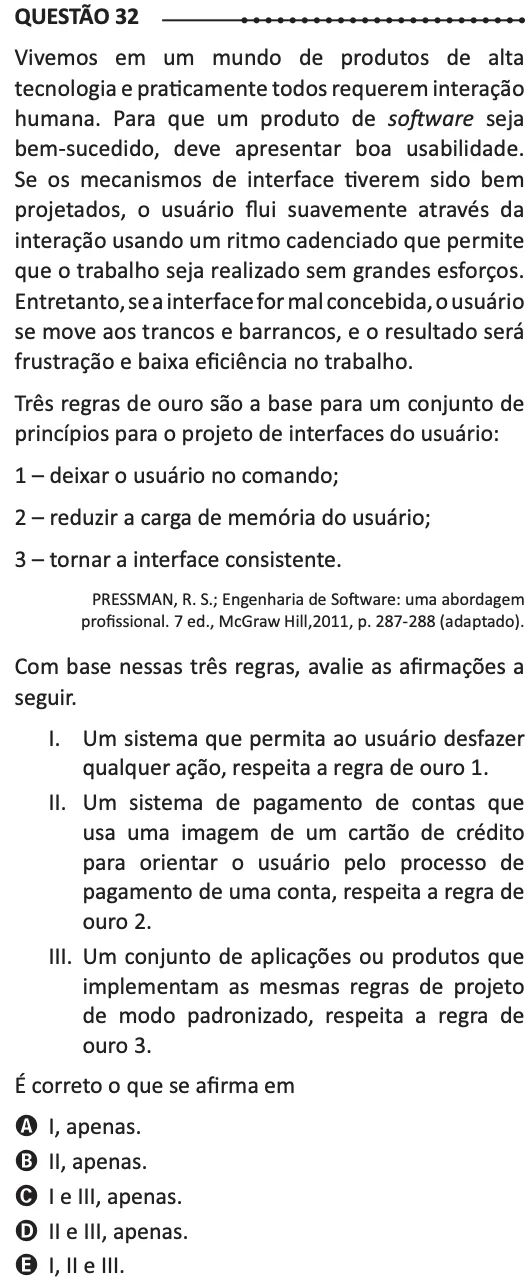 QUESTÃO 32
Vivemos em um mundo de produtos de alta
tecnologia e praticamente todos requerem interação
humana. Para que um produto de software seja
bem-sucedido, deve apresentar boa usabilidade.
Se os mecanismos de interface tiverem sido bem
projetados, o usuário flui suavemente através da
interação usando um ritmo cadenciado que permite
que o trabalho seja realizado sem grandes esforços.
Entretanto, se a interface for mal concebida, o usuário
se move aos trancos e barrancos, e o resultado será
frustração e baixa eficiência no trabalho.
Três regras de ouro são a base para um conjunto de
princípios para o projeto de interfaces do usuário:
1 – deixar o usuário no comando;
2 – reduzir a carga de memória do usuário;
3 – tornar a interface consistente.
PRESSMAN, R. S.; Engenharia de Software: uma abordagem
profissional. 7 ed., McGraw Hill,2011, p. 287-288 (adaptado).
Com base nessas três regras, avalie as afirmações a
seguir.
I. Um sistema que permita ao usuário desfazer
qualquer ação, respeita a regra de ouro 1.
II. Um sistema de pagamento de contas que
usa uma imagem de um cartão de crédito
para orientar o usuário pelo processo de
pagamento de uma conta, respeita a regra de
ouro 2.
III. Um conjunto de aplicações ou produtos que
implementam as mesmas regras de projeto
de modo padronizado, respeita a regra de
ouro 3.
É correto o que se afirma em
A I, apenas.
B II, apenas.
C I e III, apenas.
D II e III, apenas.
E I, II e III.